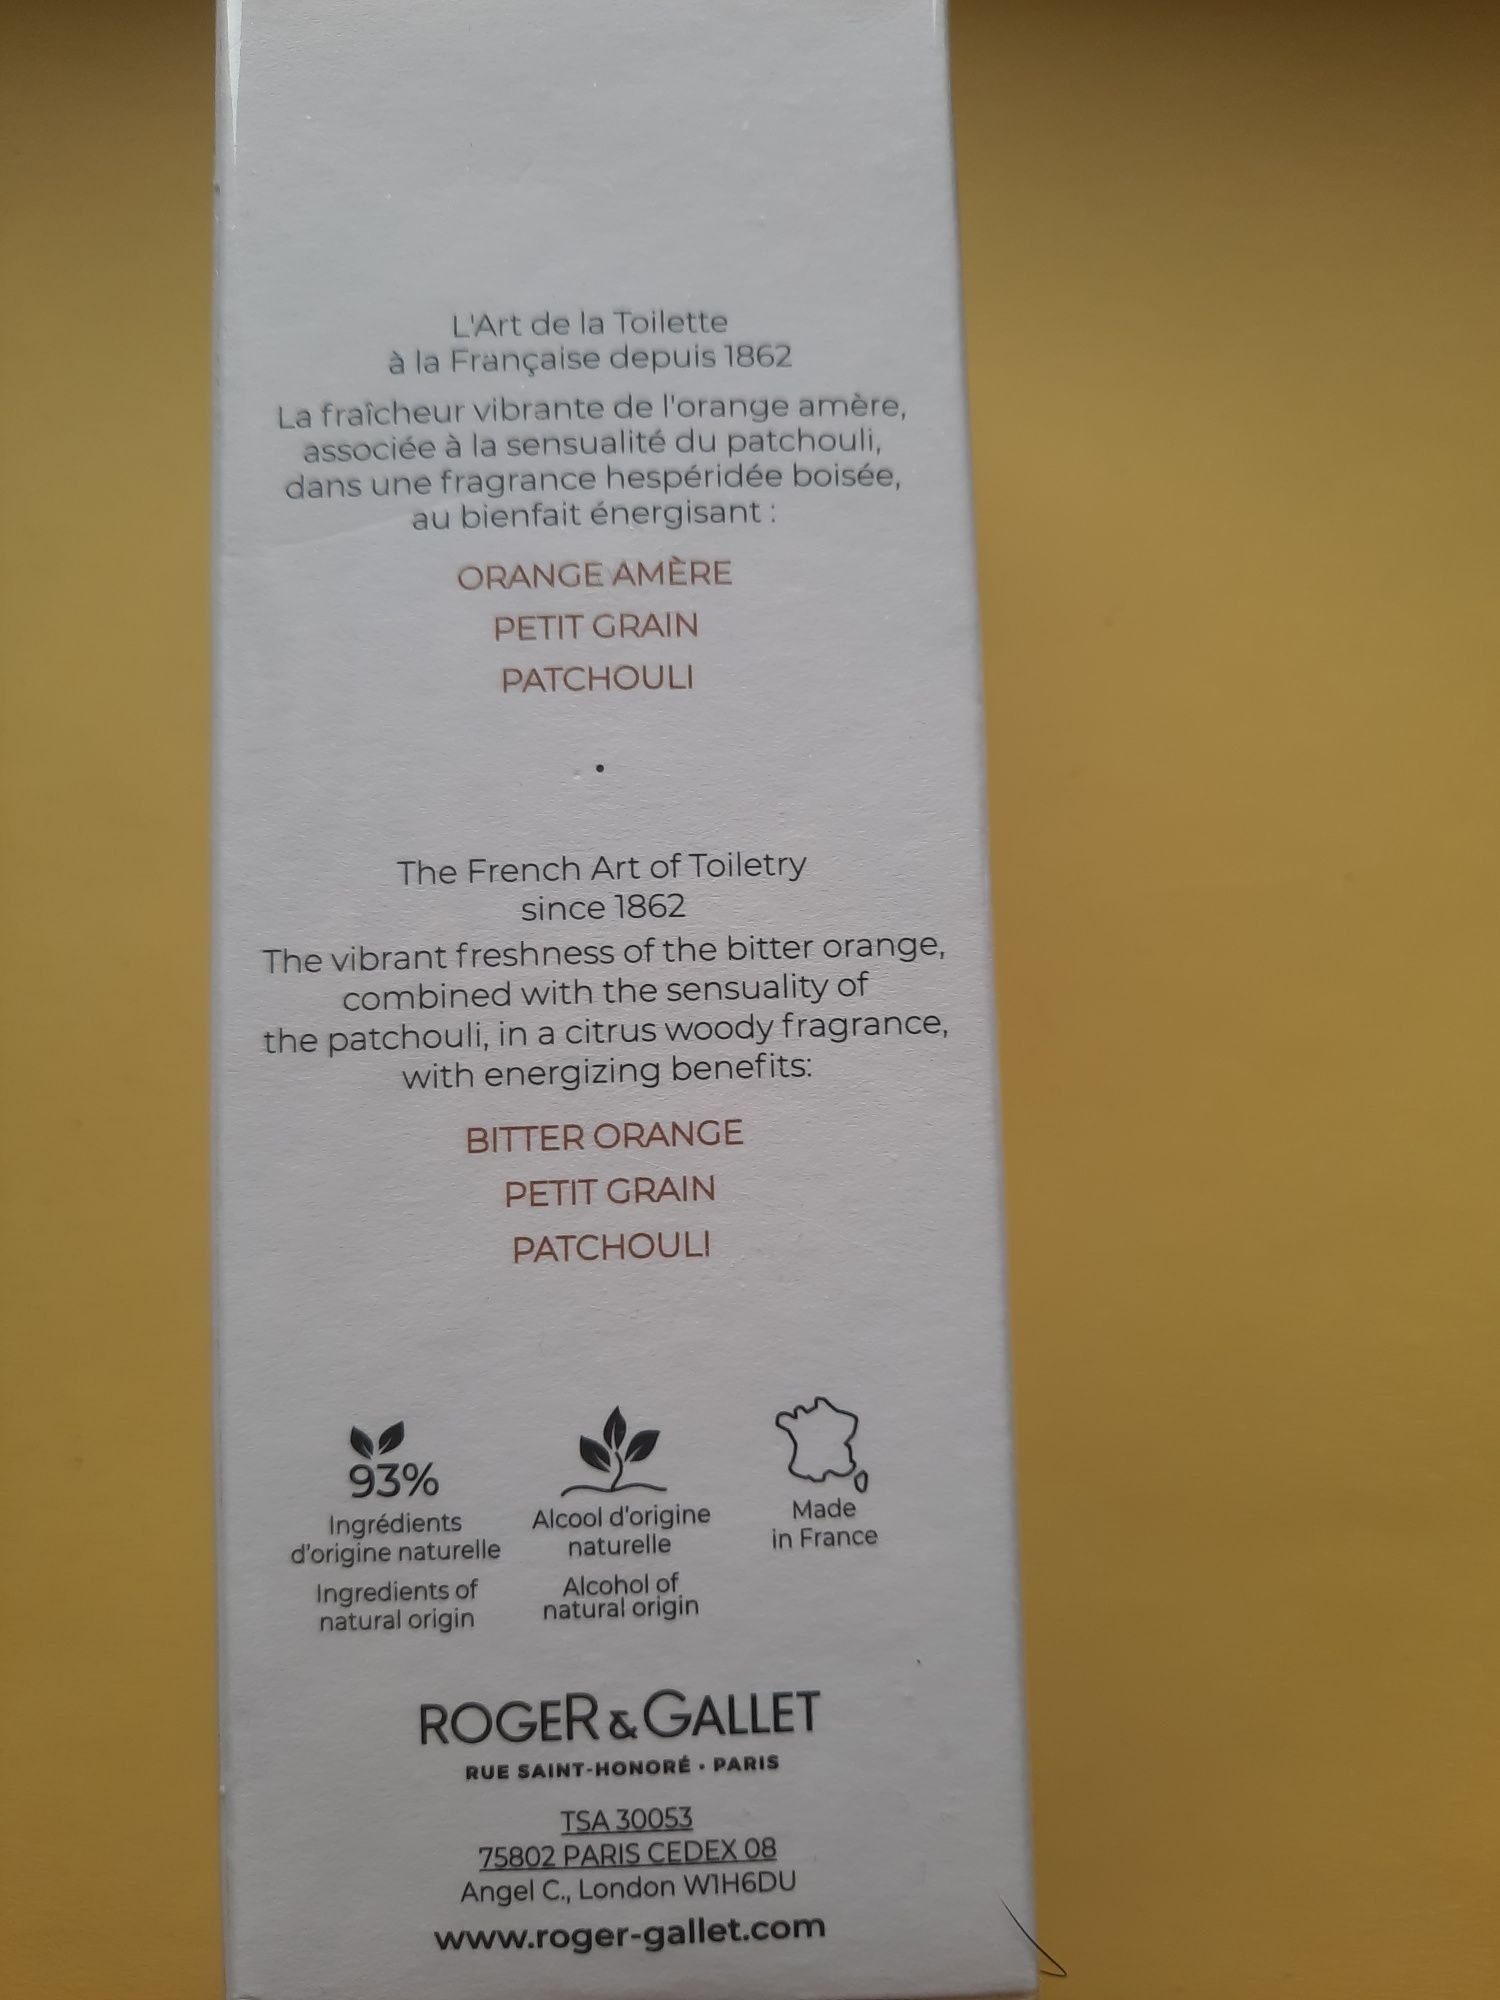 L'Art de la Toilette
à la Française depuis 1862
La fraîcheur vibrante de l'orange amère,
associée à la sensualité du patchouli,
dans une fragrance hespéridée boisée,
au bienfait énergisant :
ORANGE AMÈRE
PETIT GRAIN
PATCHOULI
•
The French Art of Toiletry
since 1862
The vibrant freshness of the bitter orange,
combined with the sensuality of
the patchouli, in a citrus woody fragrance,
with energizing benefits:
BITTER ORANGE
PETIT GRAIN
PATCHOULI
93%
Ingrédients
d'origine naturelle
Ingredients of
natural origin
Alcool d'origine
naturelle
Alcohol of
natural origin
Made
in France
ROGER & GALLET
RUE SAINT-HONORÉ • PARIS
TSA 30053
75802 PARIS CEDEX 08
Angel C., London W1H6DU
www.roger-gallet.com